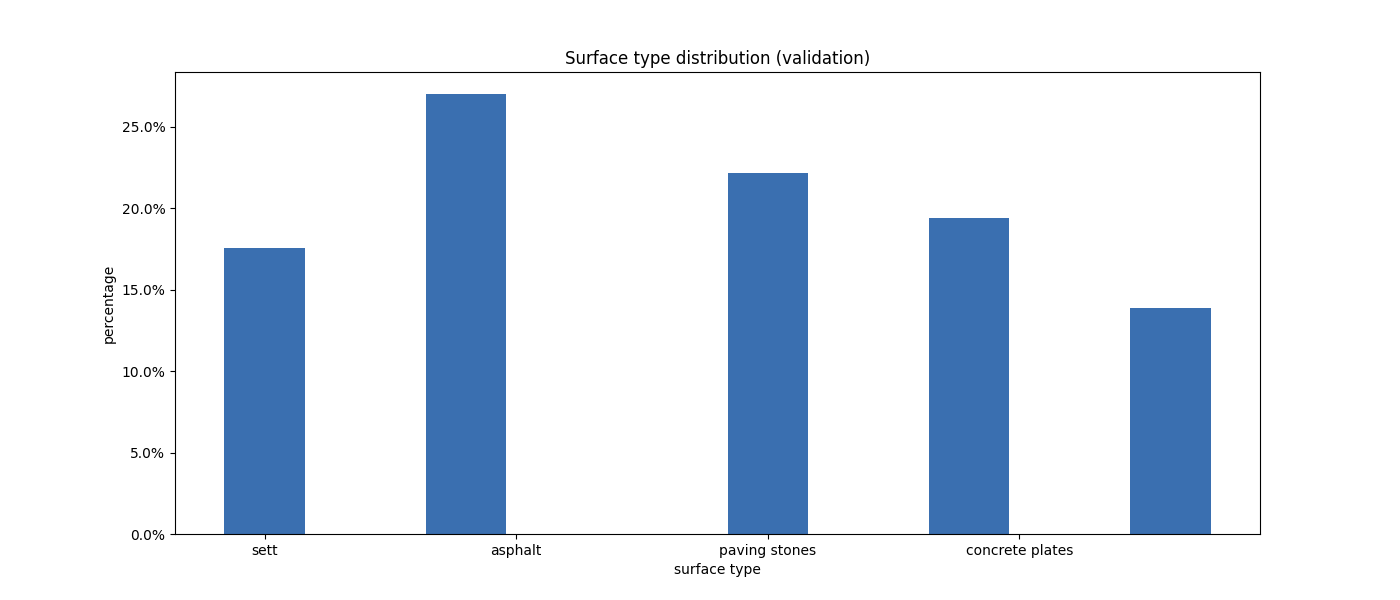 Surface type distribution (validation)
25.0%
20.0%
15.0%
10.0%
5.0%
0.0%
percentage
sett asphalt paving stones concrete plates
surface type